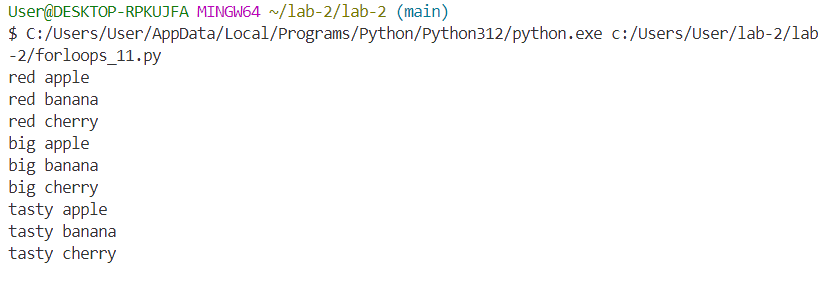 User@DESKTOP-RPKUJFA MINGW64 ~/lab-2/lab-2 (main)
$ C:/Users/User/AppData/Local/Programs/Python/Python312/python.exe c:/Users/User/lab-2/lab
-2/forloops_11.py
red apple
red banana
red cherry
big apple
big banana
big cherry
tasty apple
tasty banana
tasty cherry